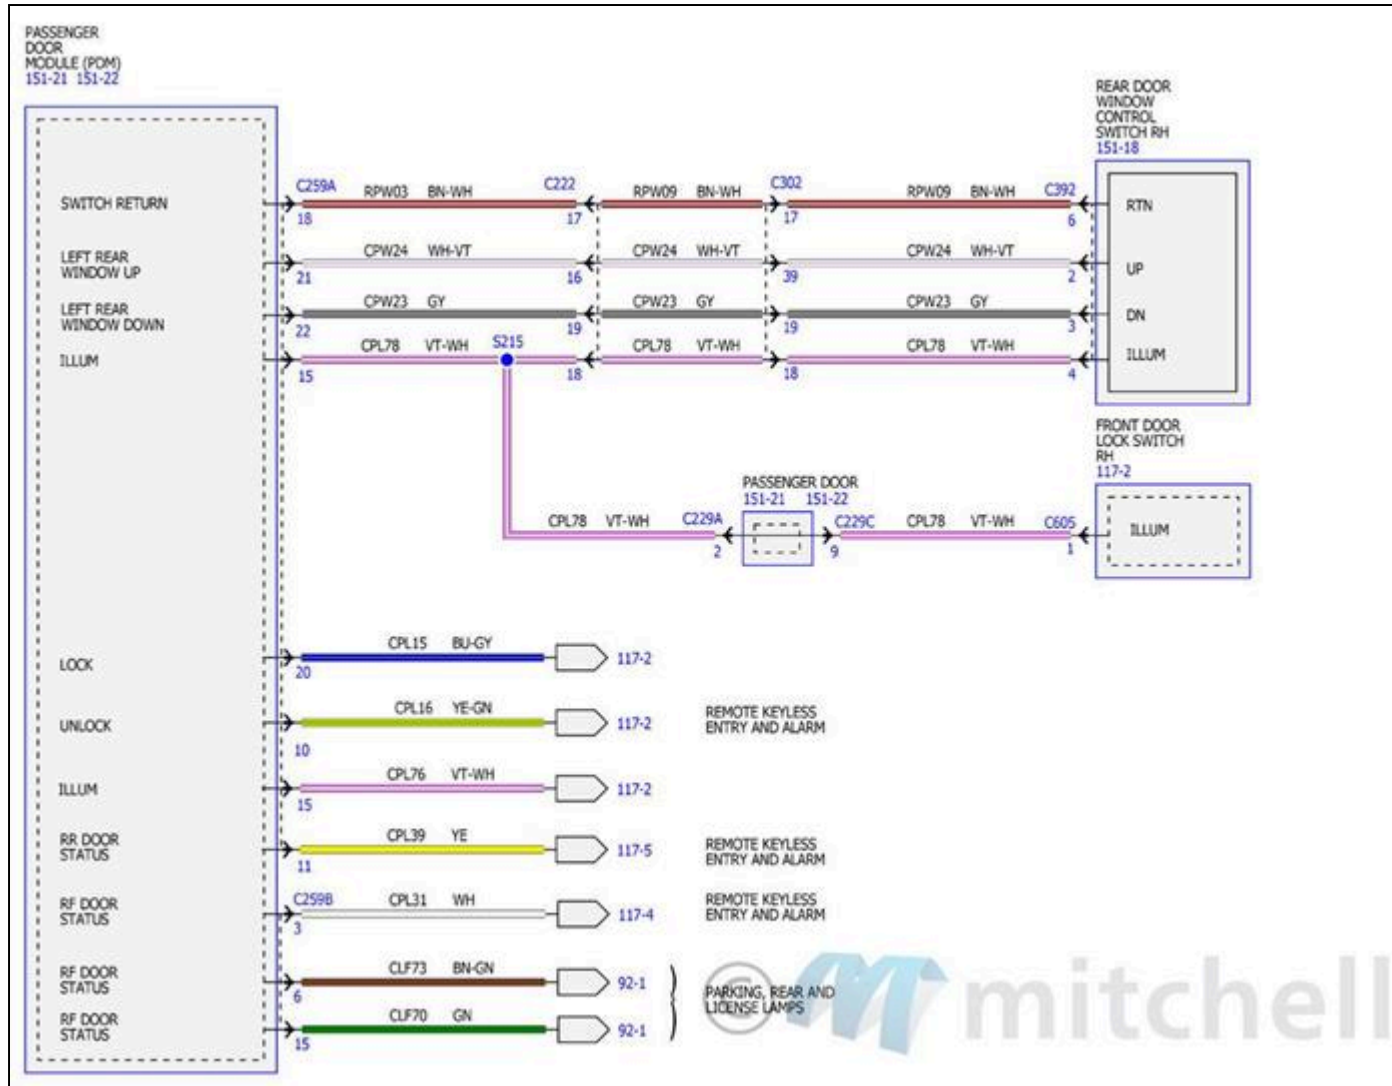 PASSENGER
DOOR
MODULE (PDM)
151-21 151-22
REAR DOOR
WINDOW
CONTROL
SWITCH RH
151-18
SWITCH RETURN
C259A
18
RPW03 BN-WH
C222
17
RPW09 BN-WH
C302
17
RPW09 BN-WH
C392
6
RTN
LEFT REAR
WINDOW UP
21
CPW24 WH-VT
16
CPW24 WH-VT
39
CPW24 WH-VT
2
UP
LEFT REAR
WINDOW DOWN
22
CPW23 GY
19
CPW23 GY
19
CPW23 GY
3
DN
ILLUM
15
CPL78 VT-WH
S215
18
CPL78 VT-WH
18
CPL78 VT-WH
4
ILLUM
FRONT DOOR
LOCK SWITCH
RH
117-2
PASSENGER DOOR
151-21 151-22
CPL78 VT-WH
C229A
2
C229C
9
CPL78 VT-WH
C605
1
ILLUM
LOCK
20
CPL15 BU-GY
117-2
UNLOCK
10
CPL16 YE-GN
117-2
REMOTE KEYLESS
ENTRY AND ALARM
ILLUM
15
CPL76 VT-WH
117-2
RR DOOR
STATUS
11
CPL39 YE
117-5
REMOTE KEYLESS
ENTRY AND ALARM
RF DOOR
STATUS
C259B
3
CPL31 WH
117-4
REMOTE KEYLESS
ENTRY AND ALARM
RF DOOR
STATUS
6
CLF73 BN-GN
92-1
RF DOOR
STATUS
15
CLF70 GN
92-1
PARKING, REAR AND
LICENSE LAMPS
© mitchell